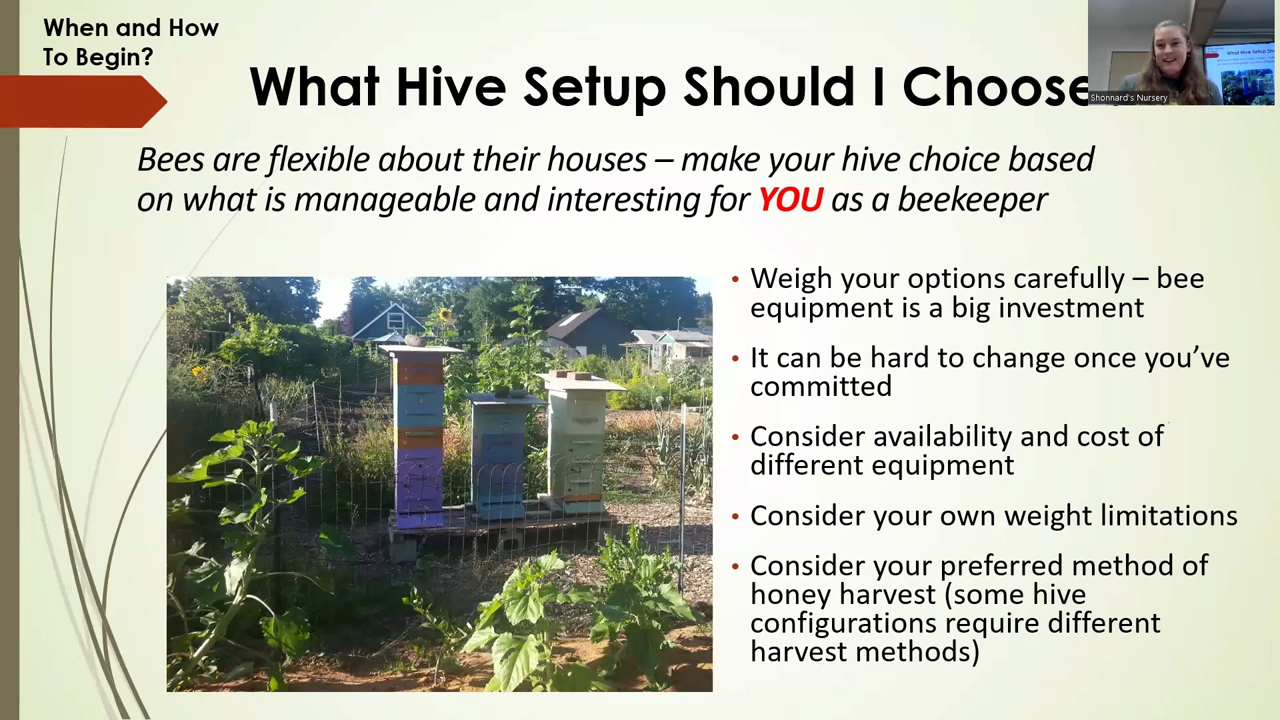 When and How
To Begin?
What Hive Setup Should I Choose
Shonnard's Nursery
Bees are flexible about their houses – make your hive choice based
on what is manageable and interesting for YOU as a beekeeper
• Weigh your options carefully – bee
equipment is a big investment
• It can be hard to change once you've
committed
• Consider availability and cost of
different equipment
• Consider your own weight limitations
• Consider your preferred method of
honey harvest (some hive
configurations require different
harvest methods)